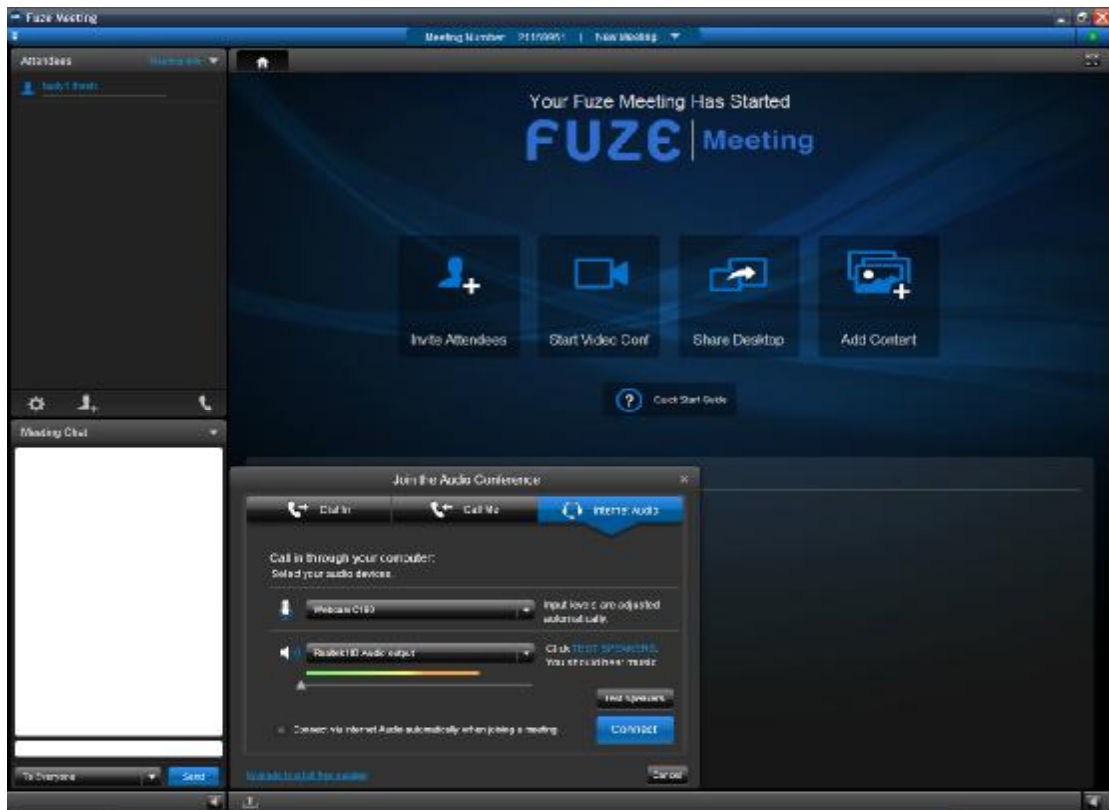 Fuze Meeting
Meeting Number 21159951 | New Meeting
Attendees
Your Fuze Meeting Has Started
FUZE | Meeting
Invite Attendees
Start Video Conf
Share Desktop
Add Content
Quick Start Guide
Meeting Chat
Join the Audio Conference
Dial In
Call Me
Internet Audio
Call in through your computer:
Select your audio devices.
Webcam C160
Input levels are adjusted
automatically.
Realtek HD Audio output
Click TEST SPEAKERS.
You should hear music
Test Speakers
Connect via Internet Audio automatically when joining a meeting
Connect
To Everyone
Send
Cancel